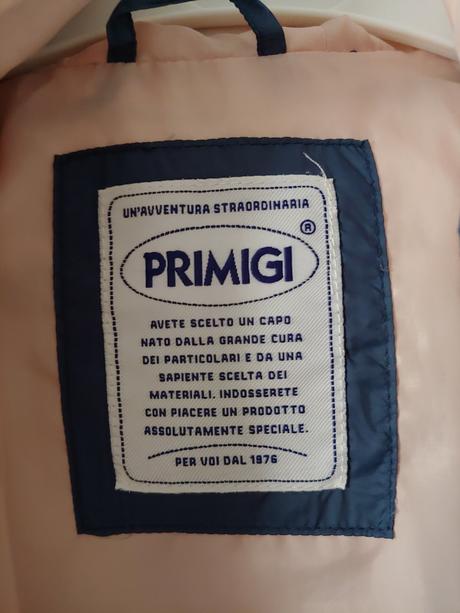 UN'AVVENTURA STRAORDINARIA
®
PRIMIGI
AVETE SCELTO UN CAPO
NATO DALLA GRANDE CURA
DEI PARTICOLARI E DA UNA
SAPIENTE SCELTA DEI
MATERIALI. INDOSSERETE
CON PIACERE UN PRODOTTO
ASSOLUTAMENTE SPECIALE.
PER VOI DAL 1976